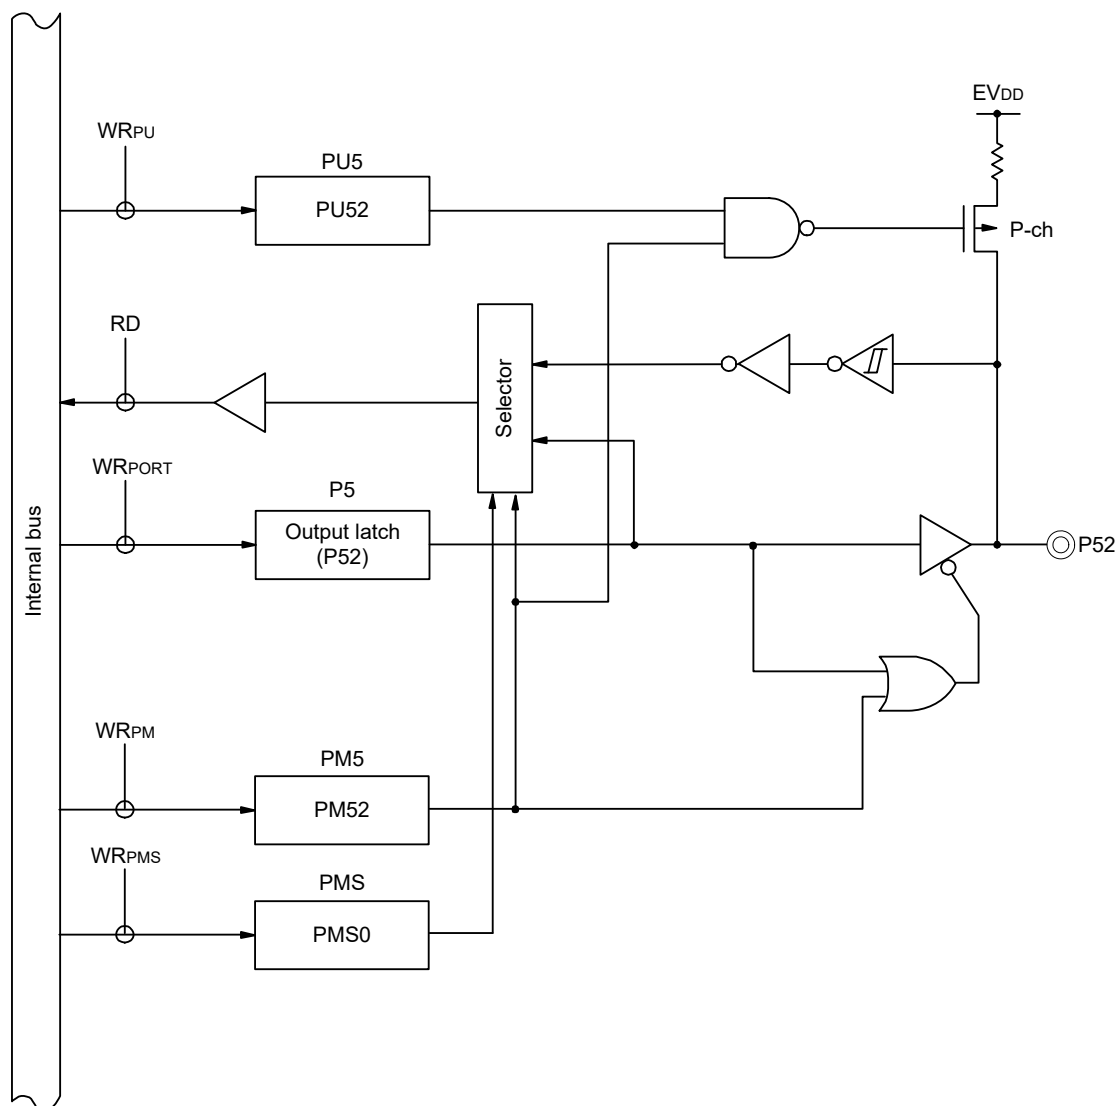 EVDD
WRPU
PU5
PU52
P-ch
RD
Selector
WRPORT
P5
Output latch
(P52)
P52
Internal bus
WRPM
PM5
PM52
WRPMS
PMS
PMS0